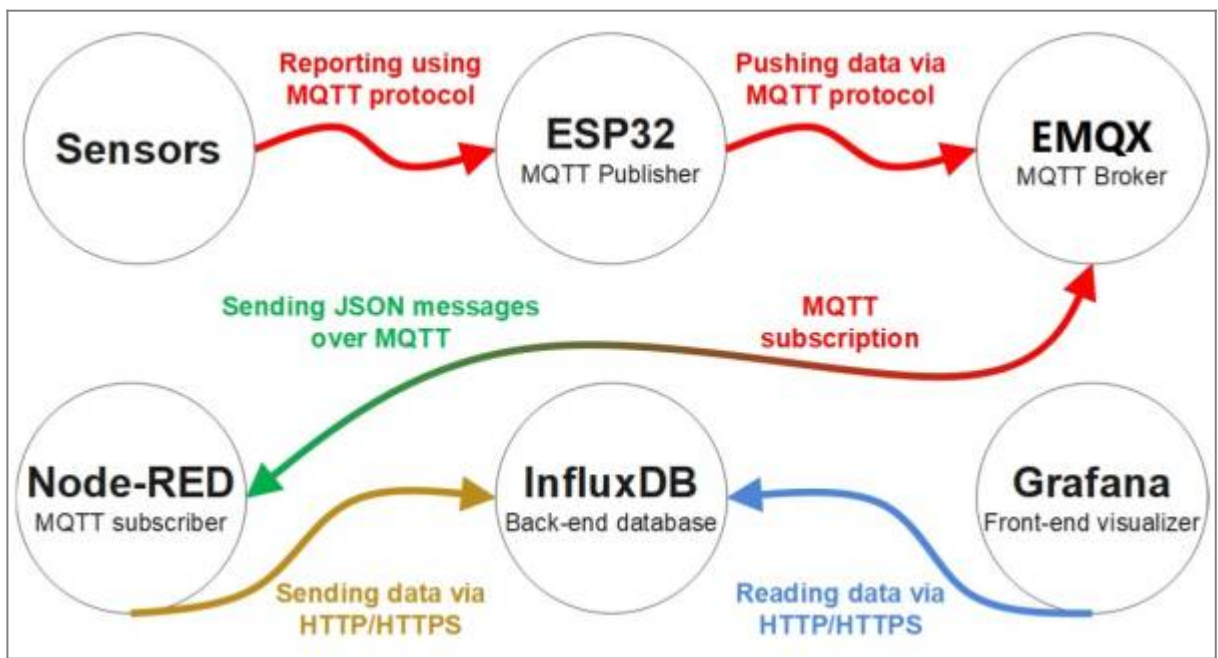 Reporting using
MQTT protocol
Pushing data via
MQTT protocol
Sensors
ESP32
MQTT Publisher
EMQX
MQTT Broker
Sending JSON messages
over MQTT
MQTT
subscription
Node-RED
MQTT subscriber
InfluxDB
Back-end database
Grafana
Front-end visualizer
Sending data via
HTTP/HTTPS
Reading data via
HTTP/HTTPS